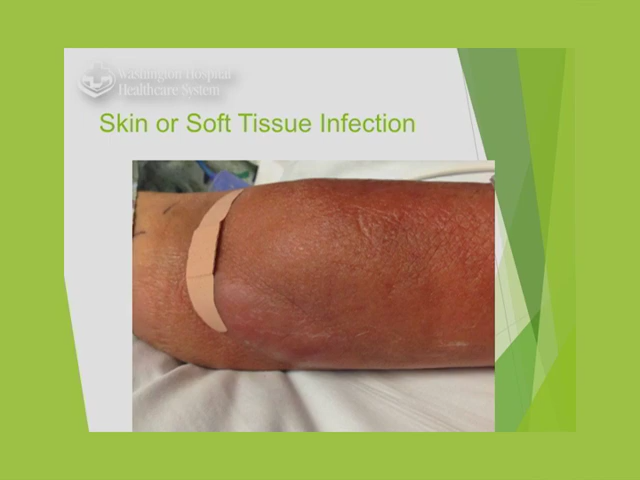 Washington Hospital
Healthcare System
Skin or Soft Tissue Infection